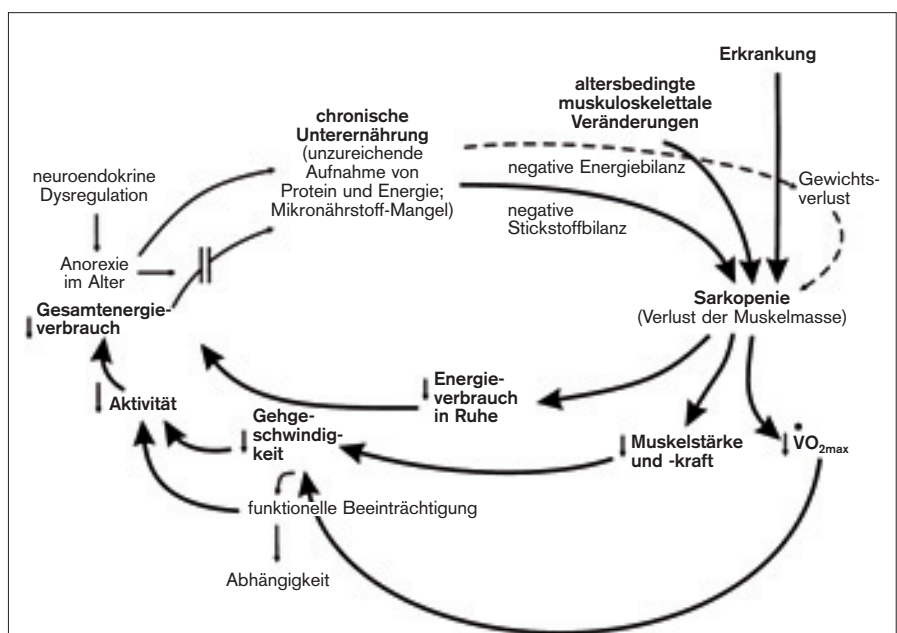 Erkrankung
altersbedingte
muskuloskelettale
Veränderungen
chronische
Unterernährung
(unzureichende
Aufnahme von
Protein und Energie;
Mikronährstoff-Mangel)
neuroendokrine
Dysregulation
negative Energiebilanz
Gewichts-
verlust
negative
Stickstoffbilanz
Anorexie
im Alter
Gesamtenergie-
verbrauch
Sarkopenie
(Verlust der Muskelmasse)
Energie-
verbrauch
in Ruhe
Aktivität
Gehge-
schwindig-
keit
Muskelstärke
und -kraft
V̇O2max
funktionelle Beeinträchtigung
Abhängigkeit